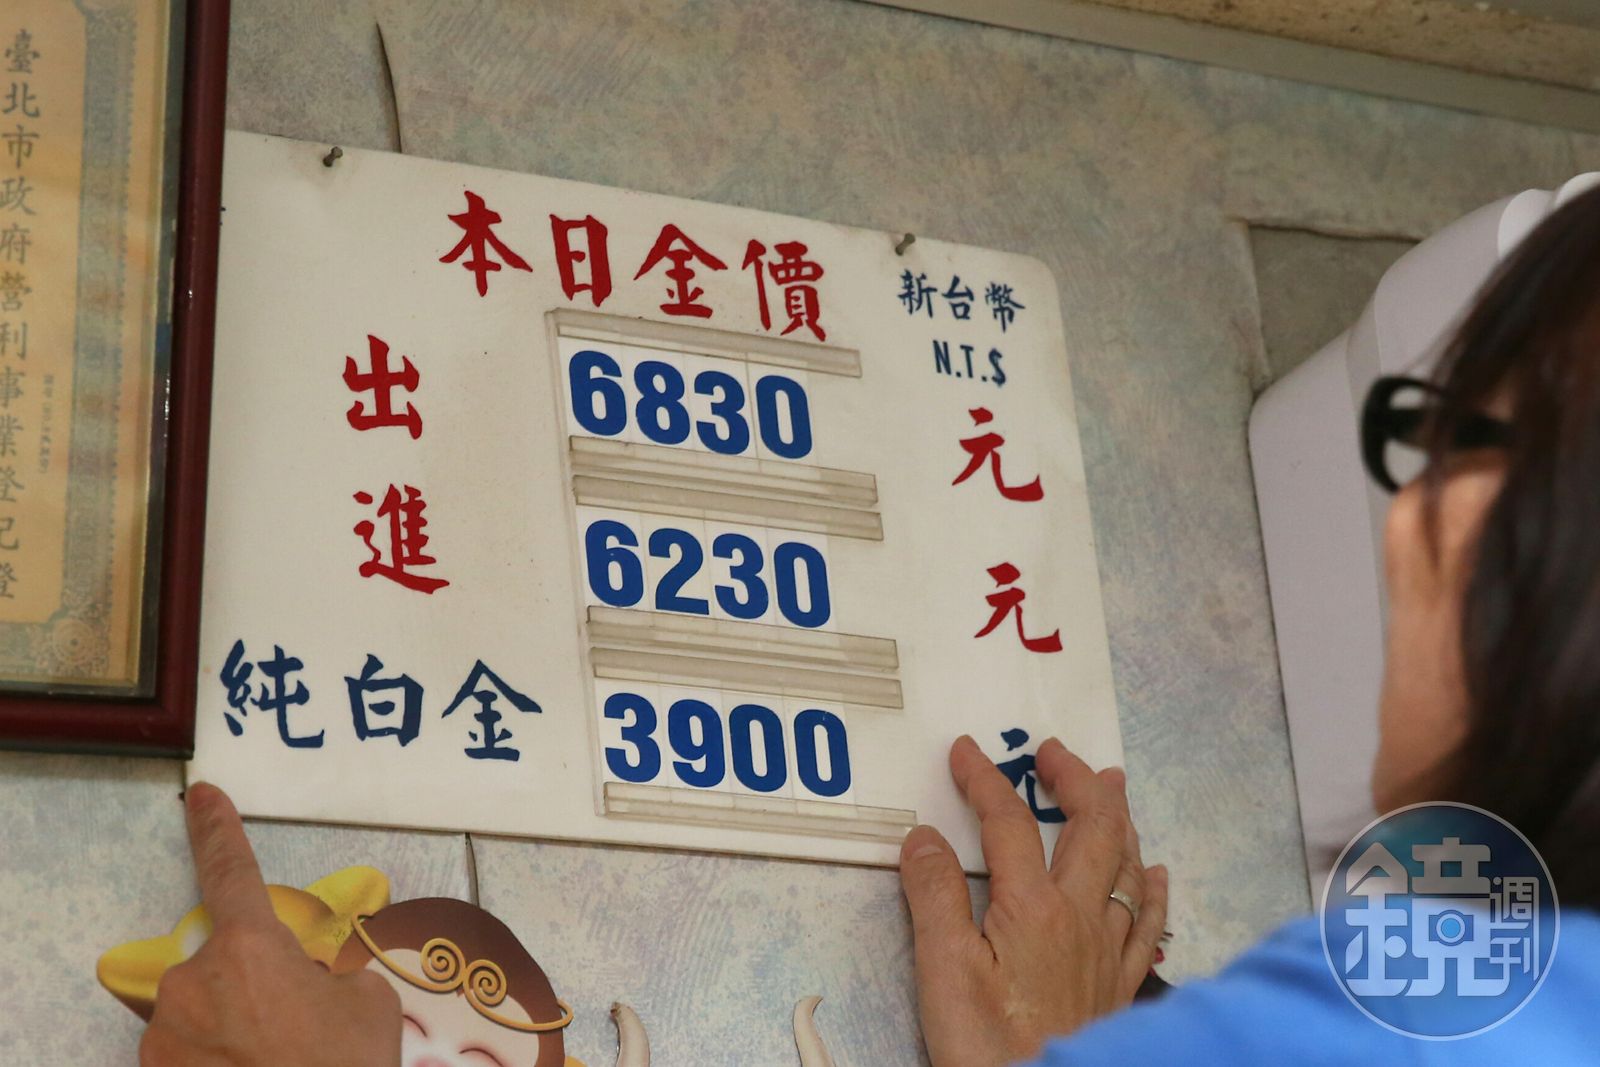 臺北市政府營利事業登記證
本日金價
新台幣
N.T.$
出 6830 元
進 6230 元
純白金 3900 元
鏡週刊